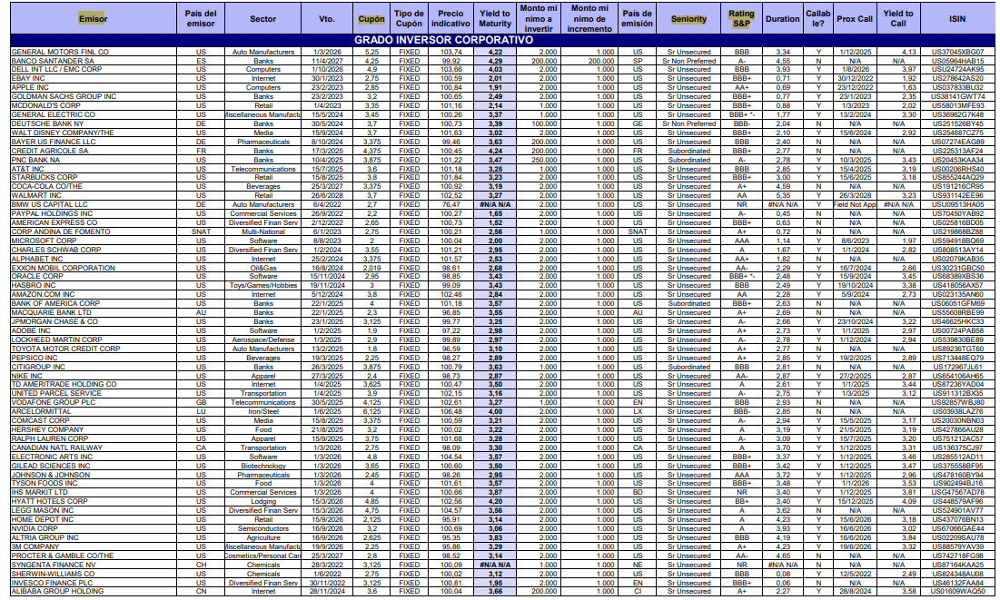 Emisor País del emisor Sector Vto. Cupón Tipo de Cupón Precio indicativo Yield to Maturity Monto mí nimo a invertir Monto mí nimo de incremento País de emisión Seniority Rating S&P Duration Callab le? Prox Call Yield to Call ISIN
GRADO INVERSOR CORPORATIVO
GENERAL MOTORS FINL CO US Auto Manufacturers 1/3/2026 5,25 FIXED 103,74 4,22 2.000 1.000 US Sr Unsecured BBB 3,34 Y 1/12/2025 4,13 US37045XBG07
BANCO SANTANDER SA ES Banks 11/4/2027 4,25 FIXED 99,92 4,29 200.000 200.000 SP Sr Non Preferred A- 4,55 N N/A N/A US05964HAB15
DELL INT LLC / EMC CORP US Computers 1/10/2026 4,9 FIXED 103,66 4,03 2.000 1.000 US Sr Unsecured BBB 3,93 Y 1/8/2026 3,97 USU24724AK95
EBAY INC US Internet 30/1/2023 2,75 FIXED 100,59 2,01 2.000 1.000 US Sr Unsecured BBB+ 0,71 Y 30/12/2022 1,92 US278642AS20
APPLE INC US Computers 23/2/2023 2,85 FIXED 100,84 1,91 2.000 1.000 US Sr Unsecured AA+ 0,69 Y 23/12/2022 1,63 US037833BU32
GOLDMAN SACHS GROUP INC US Banks 23/2/2023 3,2 FIXED 100,65 2,49 2.000 1.000 US Sr Unsecured BBB+ 0,77 Y 23/1/2023 2,35 US38141GWT74
MCDONALD'S CORP US Retail 1/4/2023 3,35 FIXED 101,16 2,14 2.000 1.000 US Sr Unsecured BBB+ 0,88 Y 1/3/2023 2,02 US58013MFE93
GENERAL ELECTRIC CO US Miscellaneous Manufactu 15/5/2024 3,45 FIXED 100,26 3,37 1.000 1.000 US Sr Unsecured BBB+ *- 1,77 Y 13/2/2024 3,30 US36962G7K48
DEUTSCHE BANK NY DE Banks 30/5/2024 3,7 FIXED 100,73 3,39 100.000 1.000 GE Sr Non Preferred BBB- 2,04 N N/A N/A US251526BY45
WALT DISNEY COMPANY/THE US Media 15/9/2024 3,7 FIXED 101,63 3,02 2.000 1.000 US Sr Unsecured BBB+ 2,10 Y 15/6/2024 2,92 US254687CZ75
BAYER US FINANCE LLC DE Pharmaceuticals 8/10/2024 3,375 FIXED 99,46 3,63 200.000 1.000 US Sr Unsecured BBB 2,40 N N/A N/A US07274EAG89
CREDIT AGRICOLE SA FR Banks 17/3/2025 4,375 FIXED 100,45 4,24 200.000 1.000 FR Subordinated BBB+ 2,77 N N/A N/A US225313AF24
PNC BANK NA US Banks 10/4/2025 3,875 FIXED 101,22 3,47 250.000 1.000 US Subordinated A- 2,78 Y 10/3/2025 3,43 US20453KAA34
AT&T INC US Telecommunications 15/7/2025 3,6 FIXED 101,18 3,25 1.000 1.000 US Sr Unsecured BBB 2,85 Y 15/4/2025 3,19 US00206RHS40
STARBUCKS CORP US Retail 15/8/2025 3,8 FIXED 101,84 3,23 2.000 1.000 US Sr Unsecured BBB+ 3,00 Y 15/6/2025 3,18 US855244AQ29
COCA-COLA CO/THE US Beverages 25/3/2027 3,375 FIXED 100,92 3,19 2.000 1.000 US Sr Unsecured A+ 4,59 N N/A N/A US191216CR95
WALMART INC US Retail 26/6/2028 3,7 FIXED 102,52 3,27 1.000 1.000 US Sr Unsecured AA 5,35 Y 26/3/2028 3,23 US931142EE96
BMW US CAPITAL LLC DE Auto Manufacturers 6/4/2022 2,7 FIXED 76,47 #N/A N/A 2.000 1.000 US Sr Unsecured NR #N/A N/A Y Field Not App #N/A N/A USU09513HA05
PAYPAL HOLDINGS INC US Commercial Services 26/9/2022 2,2 FIXED 100,17 1,65 2.000 1.000 US Sr Unsecured A- 0,45 N N/A N/A US70450YAB92
AMERICAN EXPRESS CO US Diversified Finan Serv 2/12/2022 2,65 FIXED 100,73 1,52 2.000 1.000 US Sr Unsecured BBB+ 0,63 N N/A N/A US025816BD05
CORP ANDINA DE FOMENTO SNAT Multi-National 6/1/2023 2,75 FIXED 100,21 2,56 1.000 1.000 SNAT Sr Unsecured A+ 0,72 N N/A N/A US219868BZ88
MICROSOFT CORP US Software 8/8/2023 2 FIXED 100,04 2,00 2.000 1.000 US Sr Unsecured AAA 1,14 Y 8/6/2023 1,97 US594918BQ69
CHARLES SCHWAB CORP US Diversified Finan Serv 1/2/2024 3,55 FIXED 101,21 2,95 2.000 1.000 US Sr Unsecured A 1,67 Y 1/1/2024 2,82 US808513AY14
ALPHABET INC US Internet 25/2/2024 3,375 FIXED 101,57 2,53 2.000 1.000 US Sr Unsecured AA+ 1,82 N N/A N/A US02079KAB35
EXXON MOBIL CORPORATION US Oil&Gas 16/8/2024 2,019 FIXED 98,61 2,68 2.000 1.000 US Sr Unsecured AA- 2,29 Y 16/7/2024 2,66 US30231GBC50
ORACLE CORP US Software 15/11/2024 2,95 FIXED 98,85 3,43 2.000 1.000 US Sr Unsecured BBB+ *- 2,48 Y 15/9/2024 3,45 US68389XBS36
HASBRO INC US Toys/Games/Hobbies 19/11/2024 3 FIXED 99,09 3,43 2.000 1.000 US Sr Unsecured BBB 2,49 Y 19/10/2024 3,38 US418056AX57
AMAZON.COM INC US Internet 5/12/2024 3,8 FIXED 102,46 2,84 2.000 1.000 US Sr Unsecured AA 2,28 Y 5/9/2024 2,73 US023135AN60
BANK OF AMERICA CORP US Banks 22/1/2025 4 FIXED 101,18 3,57 2.000 1.000 US Subordinated BBB+ 2,63 N N/A N/A US06051GFM69
MACQUARIE BANK LTD AU Banks 22/1/2025 2,3 FIXED 96,85 3,55 1.000 1.000 AU Sr Unsecured A+ 2,69 N N/A N/A US55608RBE99
JPMORGAN CHASE & CO US Banks 23/1/2025 3,125 FIXED 99,77 3,25 2.000 1.000 US Sr Unsecured A- 2,66 Y 23/10/2024 3,22 US46625HKC33
ADOBE INC US Software 1/2/2025 1,9 FIXED 97,22 2,98 2.000 1.000 US Sr Unsecured A+ 2,73 Y 1/1/2025 2,97 US00724PAB58
LOCKHEED MARTIN CORP US Aerospace/Defense 1/3/2025 2,9 FIXED 99,89 2,97 2.000 1.000 US Sr Unsecured A- 2,78 Y 1/12/2024 2,94 US539830BE89
TOYOTA MOTOR CREDIT CORP US Auto Manufacturers 13/2/2025 1,8 FIXED 96,59 3,10 2.000 1.000 US Sr Unsecured A+ 2,77 N N/A N/A US89236TGT60
PEPSICO INC US Beverages 19/3/2025 2,25 FIXED 98,27 2,89 2.000 1.000 US Sr Unsecured A+ 2,85 Y 19/2/2025 2,89 US713448EQ79
CITIGROUP INC US Banks 26/3/2025 3,875 FIXED 100,79 3,63 2.000 1.000 US Subordinated BBB 2,81 N N/A N/A US172967JL61
NIKE INC US Apparel 27/3/2025 2,4 FIXED 98,73 2,87 2.000 1.000 US Sr Unsecured AA- 2,87 Y 27/2/2025 2,87 US654106AH65
TD AMERITRADE HOLDING CO US Internet 1/4/2025 3,625 FIXED 100,47 3,50 2.000 1.000 US Sr Unsecured A 2,61 Y 1/1/2025 3,44 US87236YAD04
UNITED PARCEL SERVICE US Transportation 1/4/2025 3,9 FIXED 102,15 3,16 2.000 1.000 US Sr Unsecured A- 2,75 Y 1/3/2025 3,12 US911312BX35
VODAFONE GROUP PLC GB Telecommunications 30/5/2025 4,125 FIXED 102,61 3,27 1.000 1.000 EN Sr Unsecured BBB 2,93 N N/A N/A US92857WBJ80
ARCELORMITTAL LU Iron/Steel 1/6/2025 6,125 FIXED 106,48 4,00 2.000 1.000 LX Sr Unsecured BBB- 2,85 N N/A N/A US03938LAZ76
COMCAST CORP US Media 15/8/2025 3,375 FIXED 100,59 3,21 2.000 1.000 US Sr Unsecured A- 2,94 Y 15/5/2025 3,17 US20030NBN03
HERSHEY COMPANY US Food 21/8/2025 3,2 FIXED 100,02 3,22 2.000 1.000 US Sr Unsecured A 3,19 Y 21/5/2025 3,19 US427866AU28
RALPH LAUREN CORP US Apparel 15/9/2025 3,75 FIXED 101,68 3,28 2.000 1.000 US Sr Unsecured A- 3,09 Y 15/7/2025 3,22 US751212AC57
CANADIAN NATL RAILWAY CA Transportation 1/3/2026 2,75 FIXED 98,09 3,30 2.000 1.000 CA Sr Unsecured A 3,70 Y 1/12/2025 3,31 US136375CJ97
ELECTRONIC ARTS INC US Software 1/3/2026 4,8 FIXED 104,54 3,57 2.000 1.000 US Sr Unsecured BBB+ 3,37 Y 1/12/2025 3,46 US285512AD11
GILEAD SCIENCES INC US Biotechnology 1/3/2026 3,65 FIXED 100,60 3,50 2.000 1.000 US Sr Unsecured BBB+ 3,42 Y 1/12/2025 3,47 US375558BF95
JOHNSON & JOHNSON US Pharmaceuticals 1/3/2026 2,45 FIXED 98,26 2,95 2.000 1.000 US Sr Unsecured AAA 3,72 Y 1/12/2025 2,96 US478160BY94
TYSON FOODS INC US Food 1/3/2026 4 FIXED 101,61 3,57 2.000 1.000 US Sr Unsecured BBB+ 3,48 Y 1/1/2026 3,53 US902494BJ16
IHS MARKIT LTD US Commercial Services 1/3/2026 4 FIXED 100,66 3,87 2.000 1.000 BD Sr Unsecured NR 3,40 Y 1/12/2025 3,81 USG47567AD78
HYATT HOTELS CORP US Lodging 15/3/2026 4,85 FIXED 102,56 4,20 2.000 1.000 US Sr Unsecured BB+ 3,40 Y 15/12/2025 4,09 US448579AF96
LEGG MASON INC US Diversified Finan Serv 15/3/2026 4,75 FIXED 104,57 3,56 2.000 1.000 US Sr Unsecured A 3,62 N N/A N/A US524901AV77
HOME DEPOT INC US Retail 15/9/2026 2,125 FIXED 95,91 3,14 2.000 1.000 US Sr Unsecured A 4,23 Y 15/6/2026 3,18 US437076BN13
NVIDIA CORP US Semiconductors 16/9/2026 3,2 FIXED 100,69 3,06 2.000 1.000 US Sr Unsecured A 3,93 Y 16/6/2026 3,02 US67066GAE44
ALTRIA GROUP INC US Agriculture 16/9/2026 2,625 FIXED 95,35 3,83 2.000 1.000 US Sr Unsecured BBB 4,19 Y 16/6/2026 3,84 US02209SAU78
3M COMPANY US Miscellaneous Manufactu 19/9/2026 2,25 FIXED 95,86 3,29 2.000 1.000 US Sr Unsecured A+ 4,23 Y 19/6/2026 3,32 US88579YAV39
PROCTER & GAMBLE CO/THE US Cosmetics/Personal Care 25/3/2027 2,8 FIXED 98,52 3,14 2.000 1.000 US Sr Unsecured AA- 4,65 N N/A N/A US742718FG98
SYNGENTA FINANCE NV CH Chemicals 28/3/2022 3,125 FIXED 100,09 #N/A N/A 1.000 1.000 NE Sr Unsecured NR #N/A N/A N N/A N/A US87164KAA25
SHERWIN-WILLIAMS CO US Chemicals 1/6/2022 2,75 FIXED 100,02 3,12 2.000 1.000 US Sr Unsecured BBB 0,08 Y 12/5/2022 2,49 US824348AU08
INVESCO FINANCE PLC US Diversified Finan Serv 30/11/2022 3,125 FIXED 100,81 1,95 2.000 1.000 EN Sr Unsecured BBB+ 0,06 N N/A N/A US46132FAA84
ALIBABA GROUP HOLDING CN Internet 28/11/2024 3,6 FIXED 100,04 3,66 200.000 1.000 CI Sr Unsecured A+ 2,27 Y 28/8/2024 3,58 US01609WAQ50